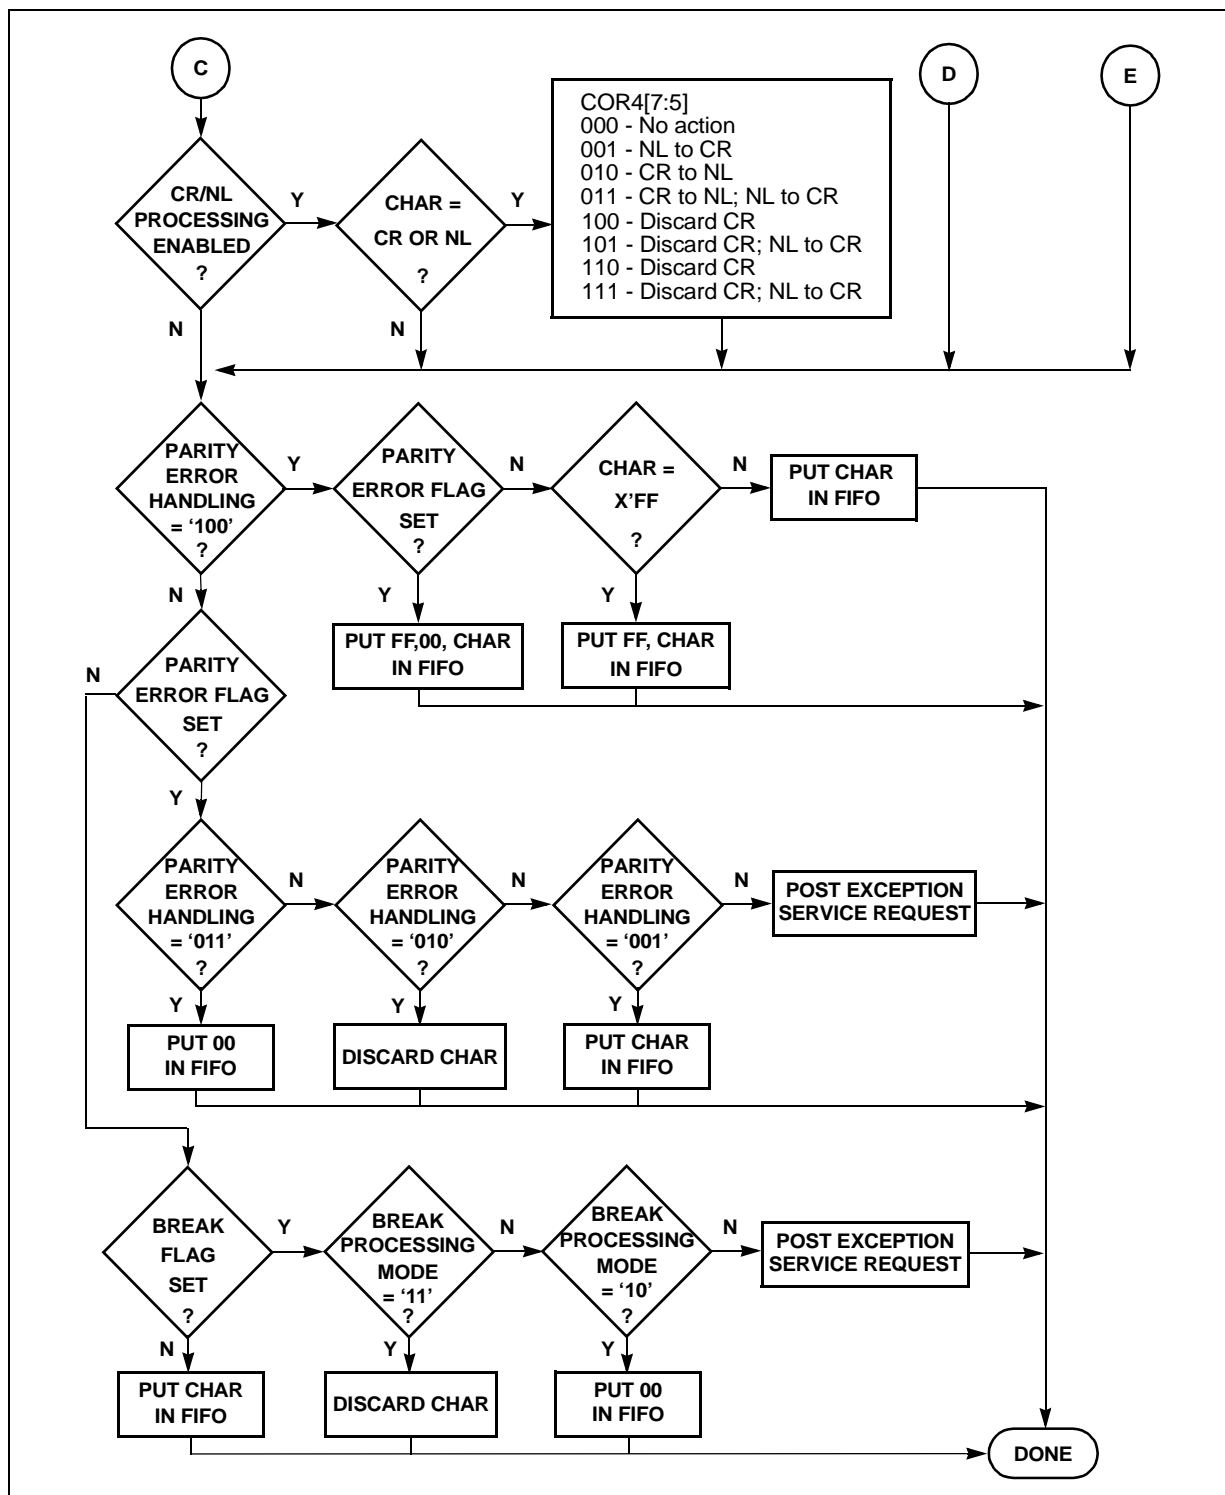 C
D
E
CR/NL
PROCESSING
ENABLED
?
Y
N
CHAR =
CR OR NL
?
Y
N
COR4[7:5]
000 - No action
001 - NL to CR
010 - CR to NL
011 - CR to NL; NL to CR
100 - Discard CR
101 - Discard CR; NL to CR
110 - Discard CR
111 - Discard CR; NL to CR
PARITY
ERROR
HANDLING
= ‘100’
?
Y
N
PARITY
ERROR FLAG
SET
?
N
Y
CHAR =
X’FF
?
N
Y
PUT CHAR
IN FIFO
PUT FF,00, CHAR
IN FIFO
PUT FF, CHAR
IN FIFO
PARITY
ERROR FLAG
SET
?
N
Y
PARITY
ERROR
HANDLING
= ‘011’
?
N
Y
PARITY
ERROR
HANDLING
= ‘010’
?
N
Y
PARITY
ERROR
HANDLING
= ‘001’
?
N
Y
POST EXCEPTION
SERVICE REQUEST
PUT 00
IN FIFO
DISCARD CHAR
PUT CHAR
IN FIFO
BREAK
FLAG
SET
?
Y
N
BREAK
PROCESSING
MODE
= ‘11’
?
N
Y
BREAK
PROCESSING
MODE
= ‘10’
?
N
Y
POST EXCEPTION
SERVICE REQUEST
PUT CHAR
IN FIFO
DISCARD CHAR
PUT 00
IN FIFO
DONE